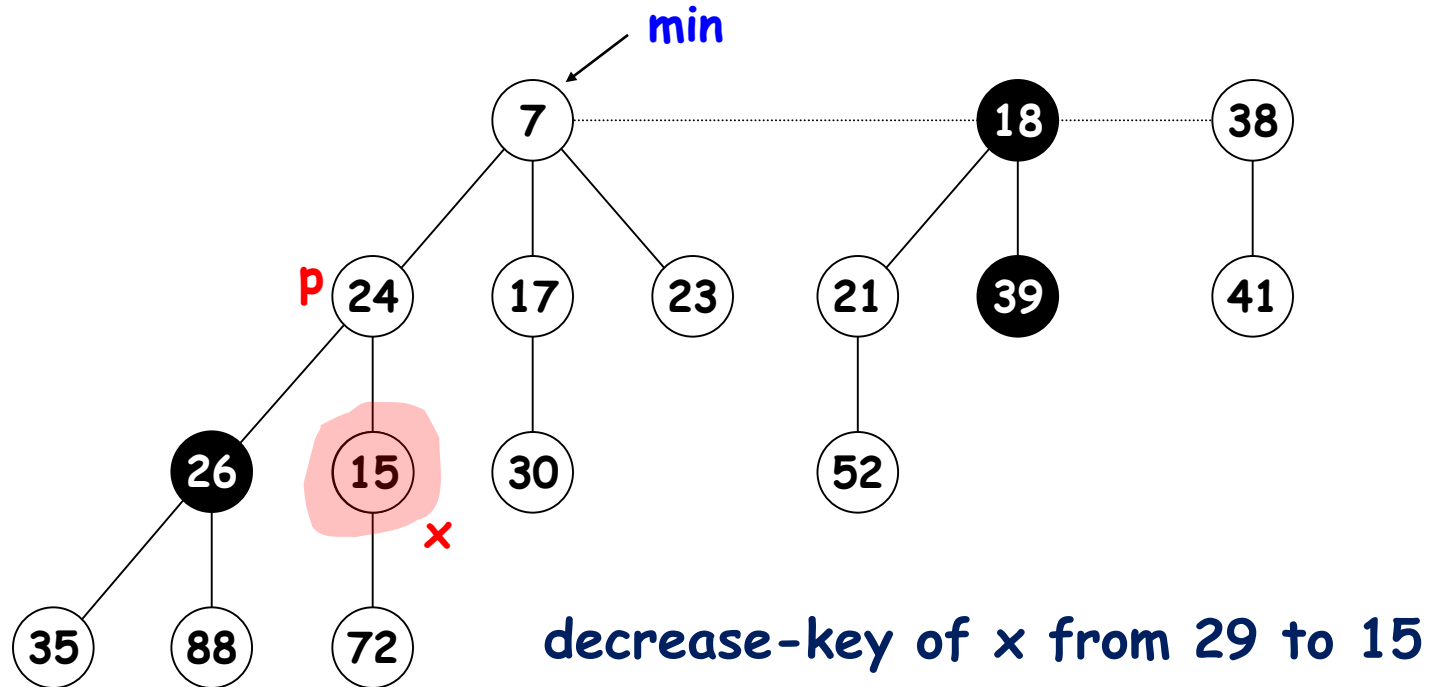 min
7 18 38
p 24 17 23 21 39 41
26 15 30 52
x
35 88 72
decrease-key of x from 29 to 15